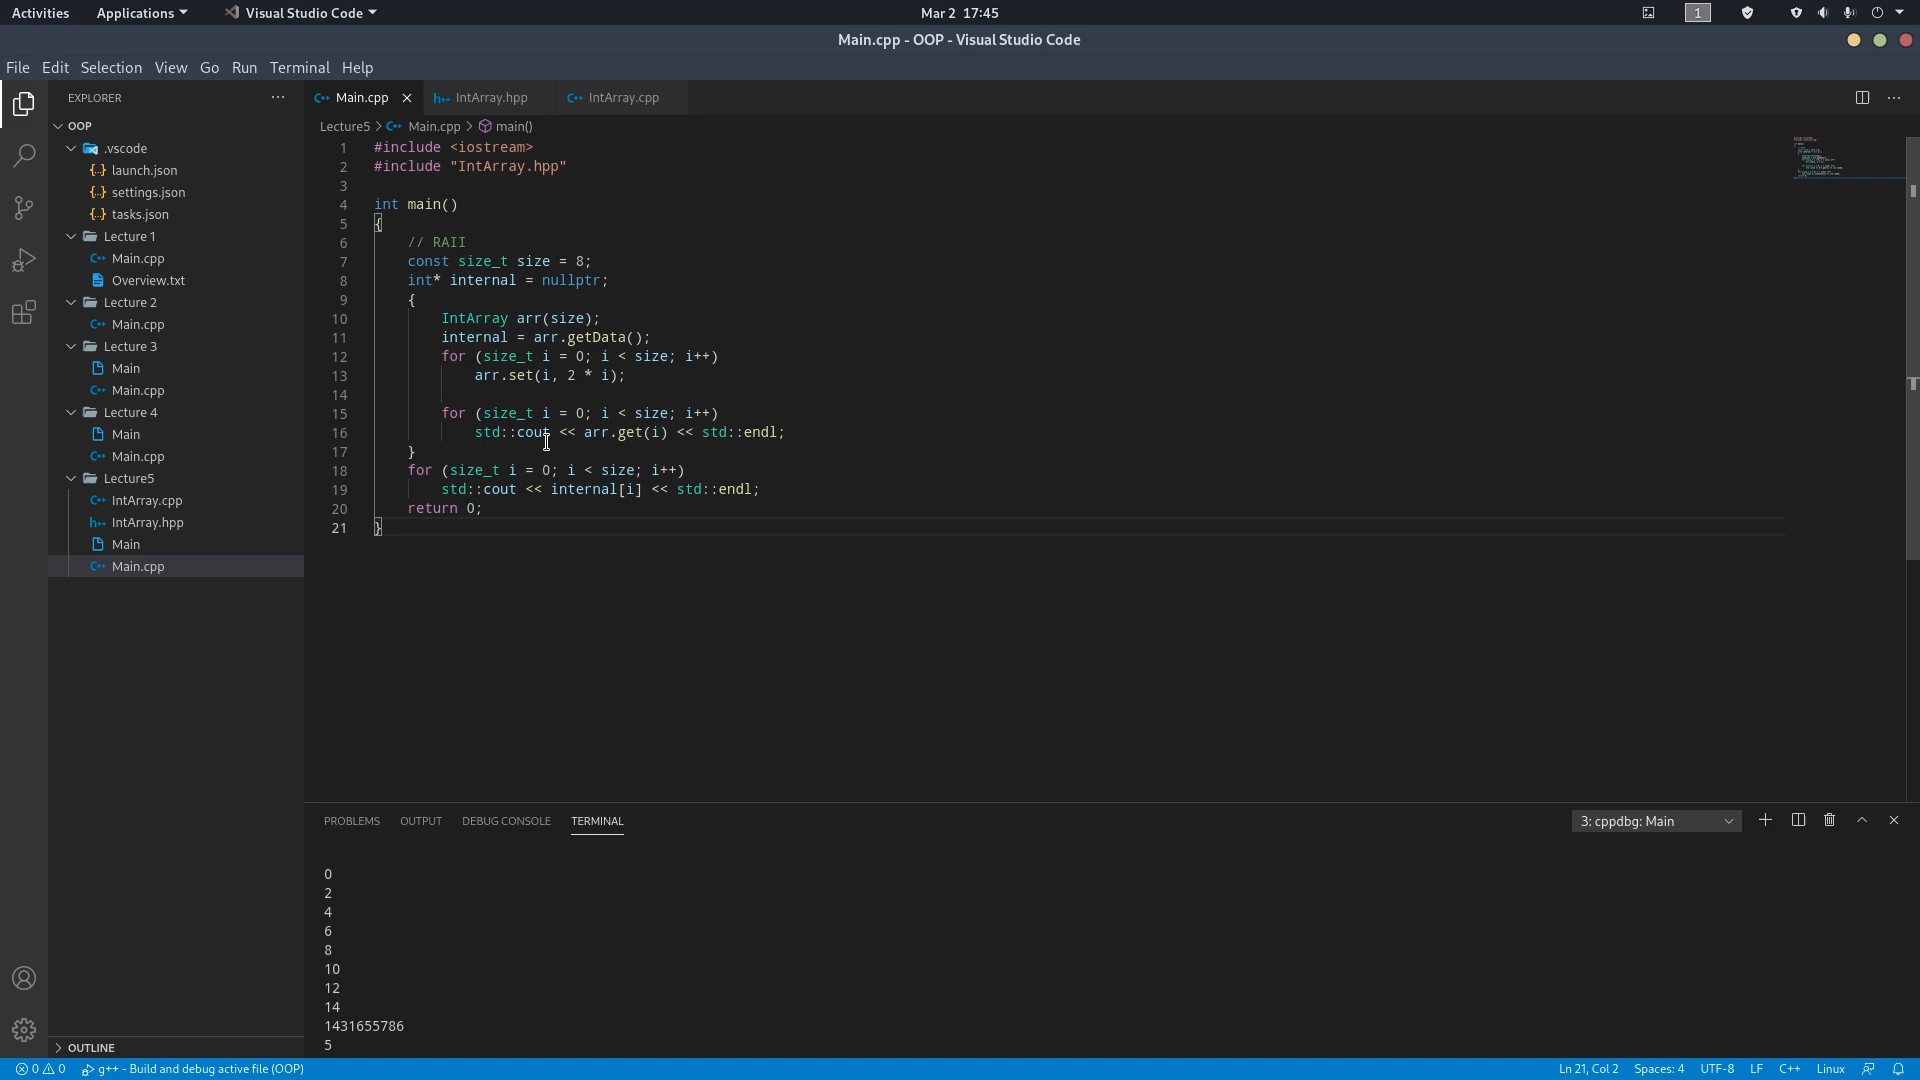 Activities Applications Visual Studio Code Mar 2 17:45 1
Main.cpp - OOP - Visual Studio Code
File Edit Selection View Go Run Terminal Help
EXPLORER ···
OOP
.vscode
launch.json
settings.json
tasks.json
Lecture 1
Main.cpp
Overview.txt
Lecture 2
Main.cpp
Lecture 3
Main
Main.cpp
Lecture 4
Main
Main.cpp
Lecture5
IntArray.cpp
IntArray.hpp
Main
Main.cpp
OUTLINE
Main.cpp IntArray.hpp IntArray.cpp
Lecture5 > Main.cpp > main()
1 #include <iostream>
2 #include "IntArray.hpp"
3
4 int main()
5 {
6 // RAII
7 const size_t size = 8;
8 int* internal = nullptr;
9 {
10 IntArray arr(size);
11 internal = arr.getData();
12 for (size_t i = 0; i < size; i++)
13 arr.set(i, 2 * i);
14
15 for (size_t i = 0; i < size; i++)
16 std::cout << arr.get(i) << std::endl;
17 }
18 for (size_t i = 0; i < size; i++)
19 std::cout << internal[i] << std::endl;
20 return 0;
21 }
PROBLEMS OUTPUT DEBUG CONSOLE TERMINAL 3: cppdbg: Main
0
2
4
6
8
10
12
14
1431655786
5
0 0 g++ - Build and debug active file (OOP) Ln 21, Col 2 Spaces: 4 UTF-8 LF C++ Linux